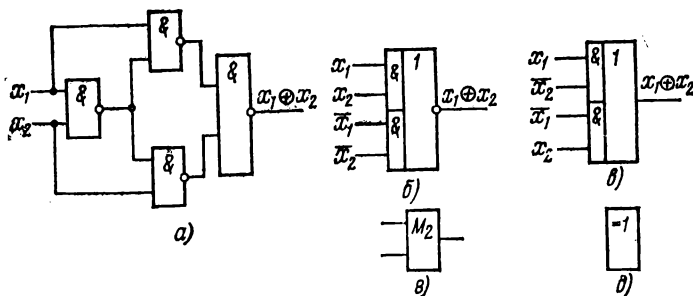 &
x₁
&
&
x₁⊕x₂
x₂
&
а)
x₁
&
1
x₂
x₁⊕x₂
x̅₁
&
x̅₂
б)
x₁
&
1
x̅₂
x₁⊕x₂
x̅₁
&
x₂
в)
M₂
в)
=1
д)